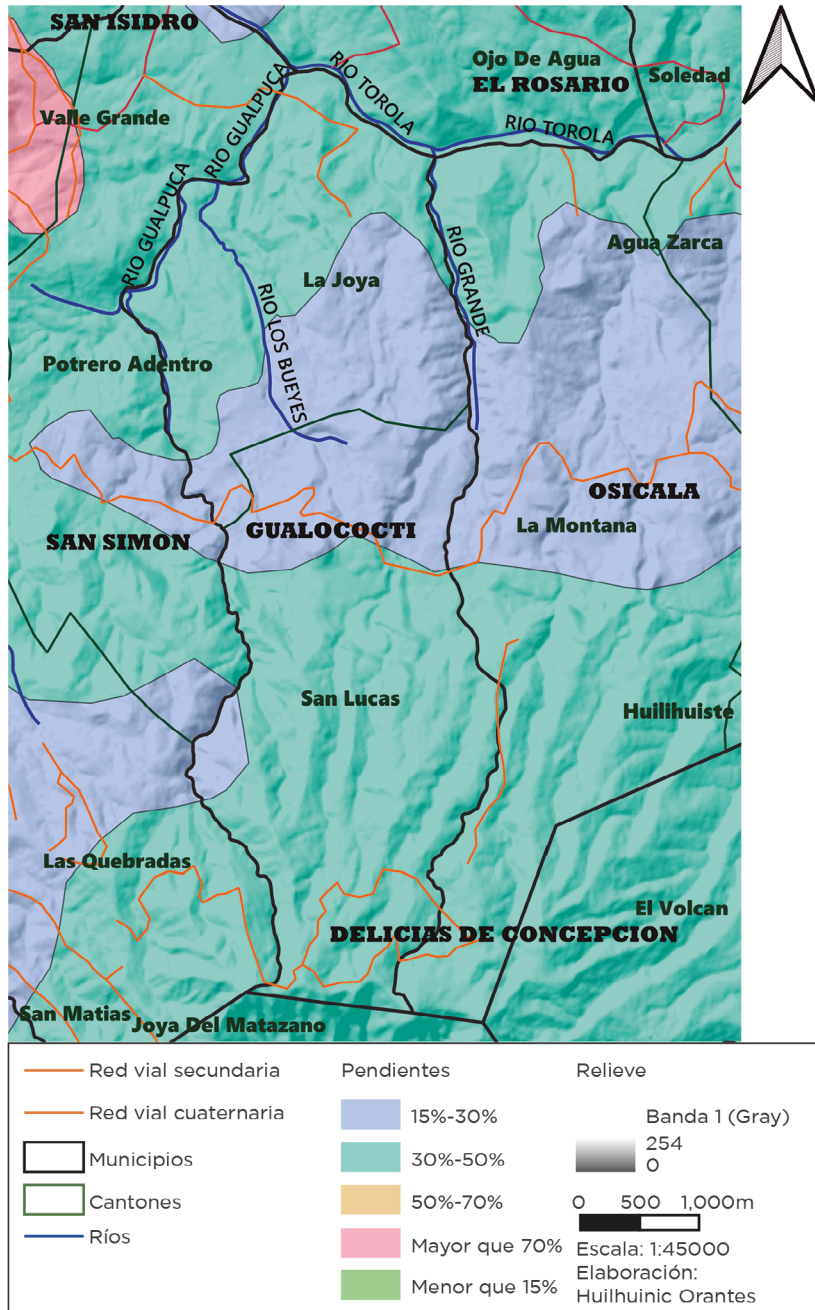 SAN ISIDRO
Ojo De Agua
EL ROSARIO
Soledad
Valle Grande
RIO TOROLA
RIO GUALPUCA
RIO TOROLA
RIO GUALPUCA
Agua Zarca
La Joya
RIO GRANDE
RIO LOS BUEYES
Potrero Adentro
OSICALA
GUALOCOCTI
La Montana
SAN SIMON
San Lucas
Huilihuiste
Las Quebradas
El Volcan
DELICIAS DE CONCEPCION
San Matias
Joya Del Matazano
Red vial secundaria
Red vial cuaternaria
Municipios
Cantones
Ríos
Pendientes
15%-30%
30%-50%
50%-70%
Mayor que 70%
Menor que 15%
Relieve
Banda 1 (Gray)
254
0
0 500 1,000m
Escala: 1:45000
Elaboración:
Huilhuinic Orantes